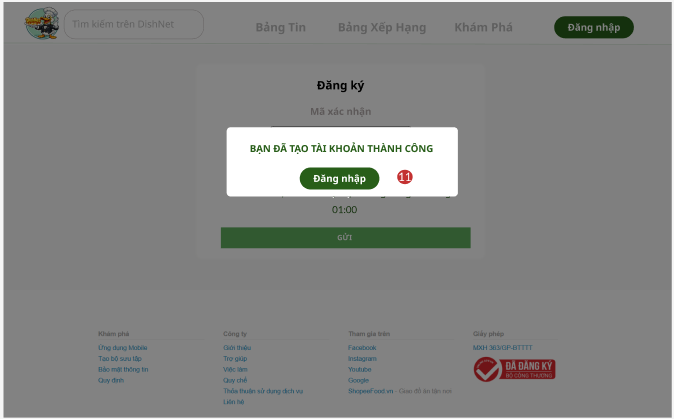 Tìm kiếm trên DishNet
Bảng Tin
Bảng Xếp Hạng
Khám Phá
Đăng nhập
Đăng ký
Mã xác nhận
BẠN ĐÃ TẠO TÀI KHOẢN THÀNH CÔNG
Đăng nhập
11
01:00
GỬI
Khám phá
Ứng dụng Mobile
Tạo bộ sưu tập
Bảo mật thông tin
Quy định
Công ty
Giới thiệu
Trợ giúp
Việc làm
Quy chế
Thỏa thuận sử dụng dịch vụ
Liên hệ
Tham gia trên
Facebook
Instagram
Youtube
Google
ShopeeFood.vn - Giao đồ ăn tận nơi
Giấy phép
MXH 363/GP-BTTTT
ĐÃ ĐĂNG KÝ
BỘ CÔNG THƯƠNG